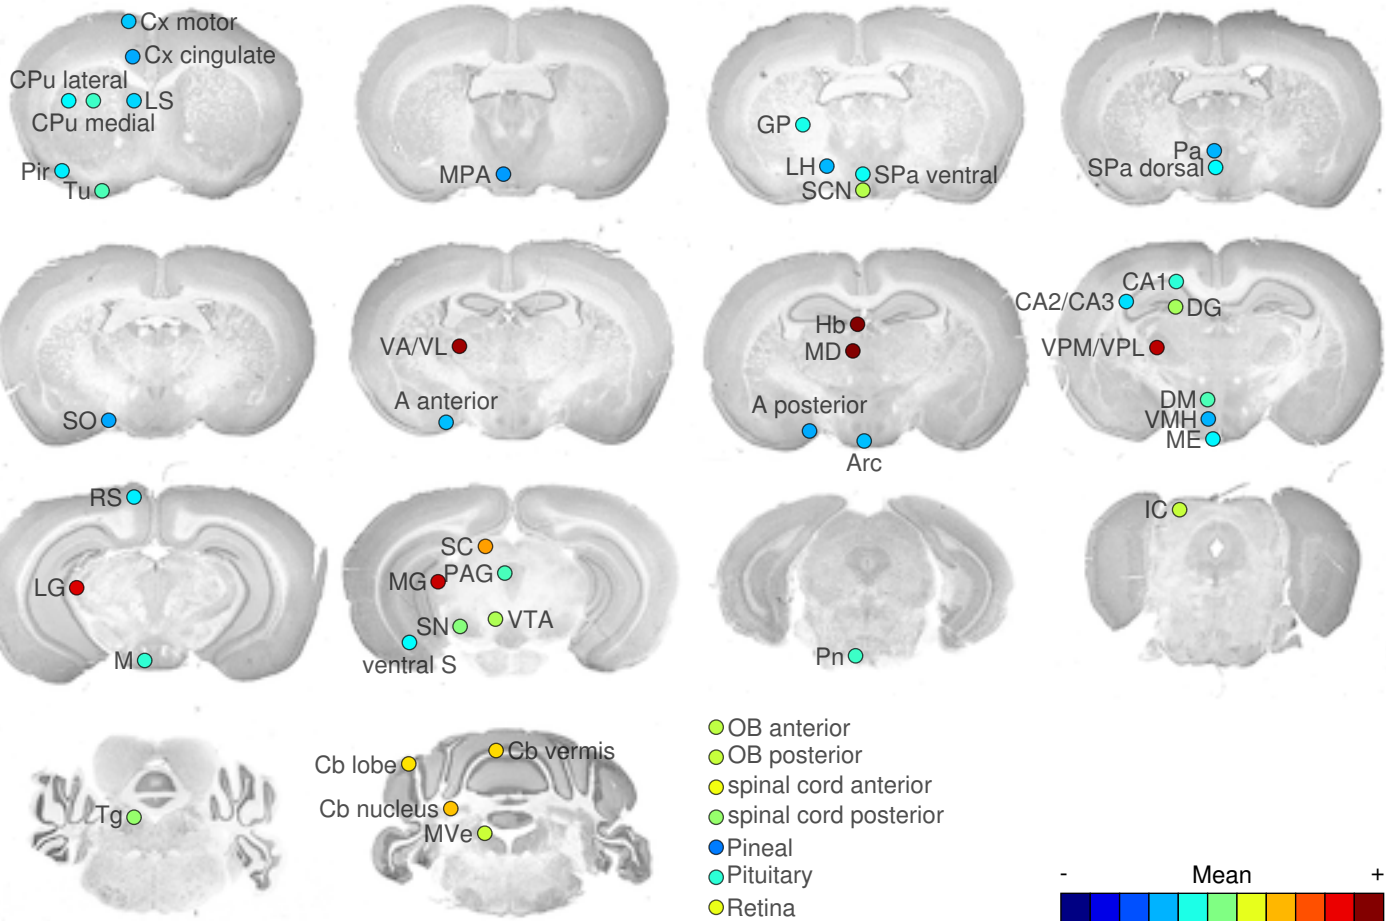 Cx motor
Cx cingulate
CPu lateral
LS
CPu medial
Pir
Tu
MPA
GP
LH
SPa ventral
SCN
Pa
SPa dorsal
SO
VA/VL
A anterior
Hb
MD
A posterior
Arc
CA1
CA2/CA3
DG
VPM/VPL
DM
VMH
ME
RS
LG
M
SC
MG
PAG
SN
VTA
ventral S
Pn
IC
Tg
Cb lobe
Cb vermis
Cb nucleus
MVe
OB anterior
OB posterior
spinal cord anterior
spinal cord posterior
Pineal
Pituitary
Retina
- Mean +